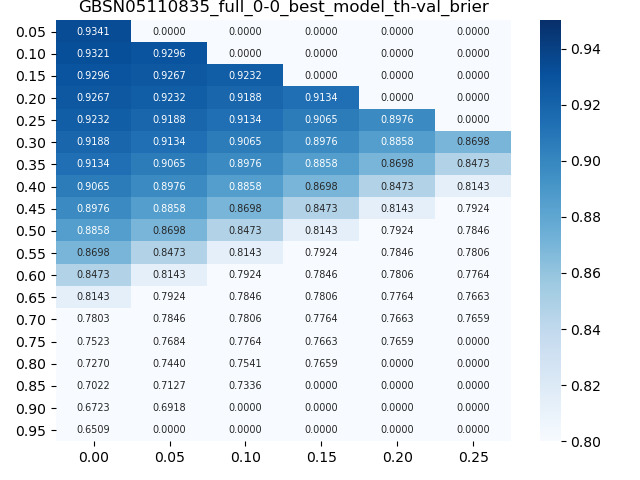 GBSN05110835_full_0-0_best_model_th-val_brier
0.05 0.9341 0.0000 0.0000 0.0000 0.0000 0.0000
0.10 0.9321 0.9296 0.0000 0.0000 0.0000 0.0000
0.15 0.9296 0.9267 0.9232 0.0000 0.0000 0.0000
0.20 0.9267 0.9232 0.9188 0.9134 0.0000 0.0000
0.25 0.9232 0.9188 0.9134 0.9065 0.8976 0.0000
0.30 0.9188 0.9134 0.9065 0.8976 0.8858 0.8698
0.35 0.9134 0.9065 0.8976 0.8858 0.8698 0.8473
0.40 0.9065 0.8976 0.8858 0.8698 0.8473 0.8143
0.45 0.8976 0.8858 0.8698 0.8473 0.8143 0.7924
0.50 0.8858 0.8698 0.8473 0.8143 0.7924 0.7846
0.55 0.8698 0.8473 0.8143 0.7924 0.7846 0.7806
0.60 0.8473 0.8143 0.7924 0.7846 0.7806 0.7764
0.65 0.8143 0.7924 0.7846 0.7806 0.7764 0.7663
0.70 0.7803 0.7846 0.7806 0.7764 0.7663 0.7659
0.75 0.7523 0.7684 0.7764 0.7663 0.7659 0.0000
0.80 0.7270 0.7440 0.7541 0.7659 0.0000 0.0000
0.85 0.7022 0.7127 0.7336 0.0000 0.0000 0.0000
0.90 0.6723 0.6918 0.0000 0.0000 0.0000 0.0000
0.95 0.6509 0.0000 0.0000 0.0000 0.0000 0.0000
0.00 0.05 0.10 0.15 0.20 0.25
0.94
0.92
0.90
0.88
0.86
0.84
0.82
0.80